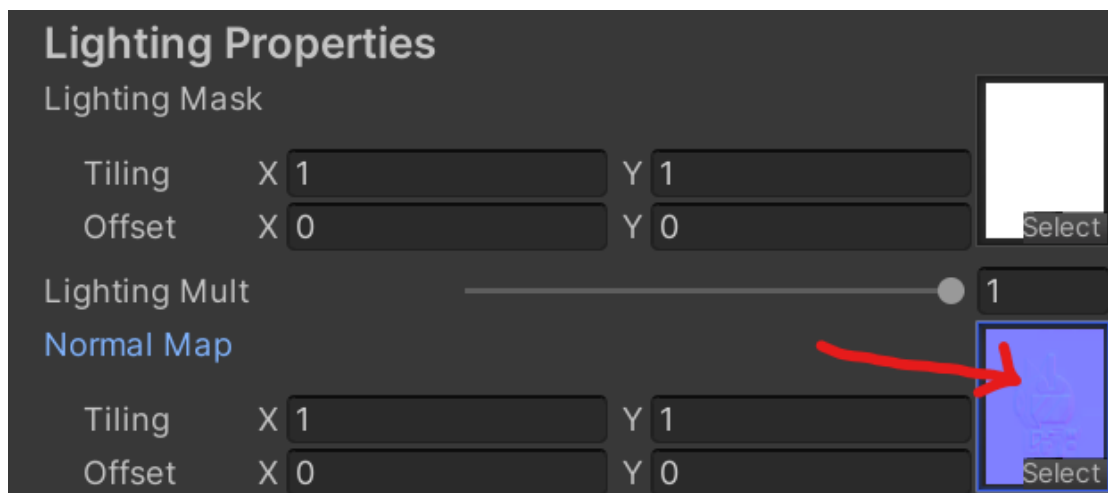 Lighting Properties
Lighting Mask
Tiling X 1 Y 1
Offset X 0 Y 0
Select
Lighting Mult 1
Normal Map
Tiling X 1 Y 1
Offset X 0 Y 0
Select